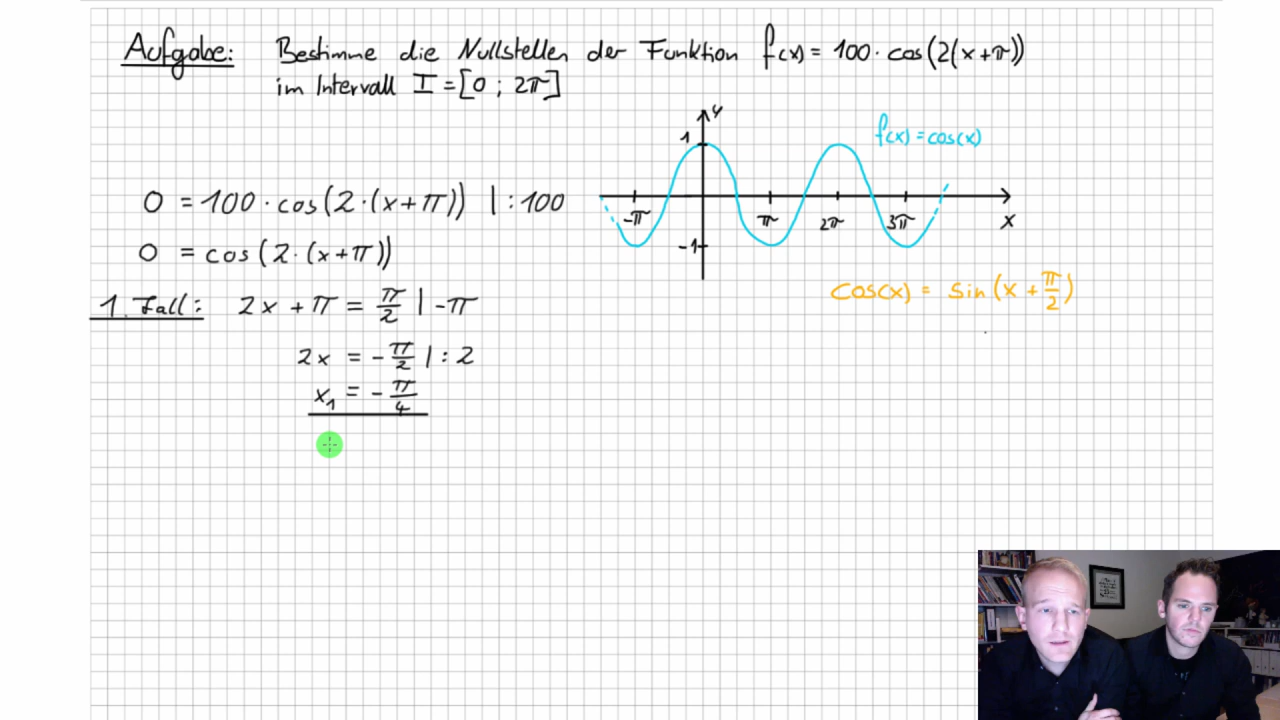 Aufgabe: Bestimme die Nullstellen der Funktion f(x) = 100 · cos(2(x+π))
im Intervall I = [0 ; 2π]
y
1
f(x) = cos(x)
-π π 2π 3π x
-1
cos(x) = sin(x + π/2)
0 = 100 · cos(2 · (x+π)) | : 100
0 = cos(2 · (x+π))
1. Fall: 2x + π = π/2 | -π
2x = - π/2 | : 2
x₁ = - π/4